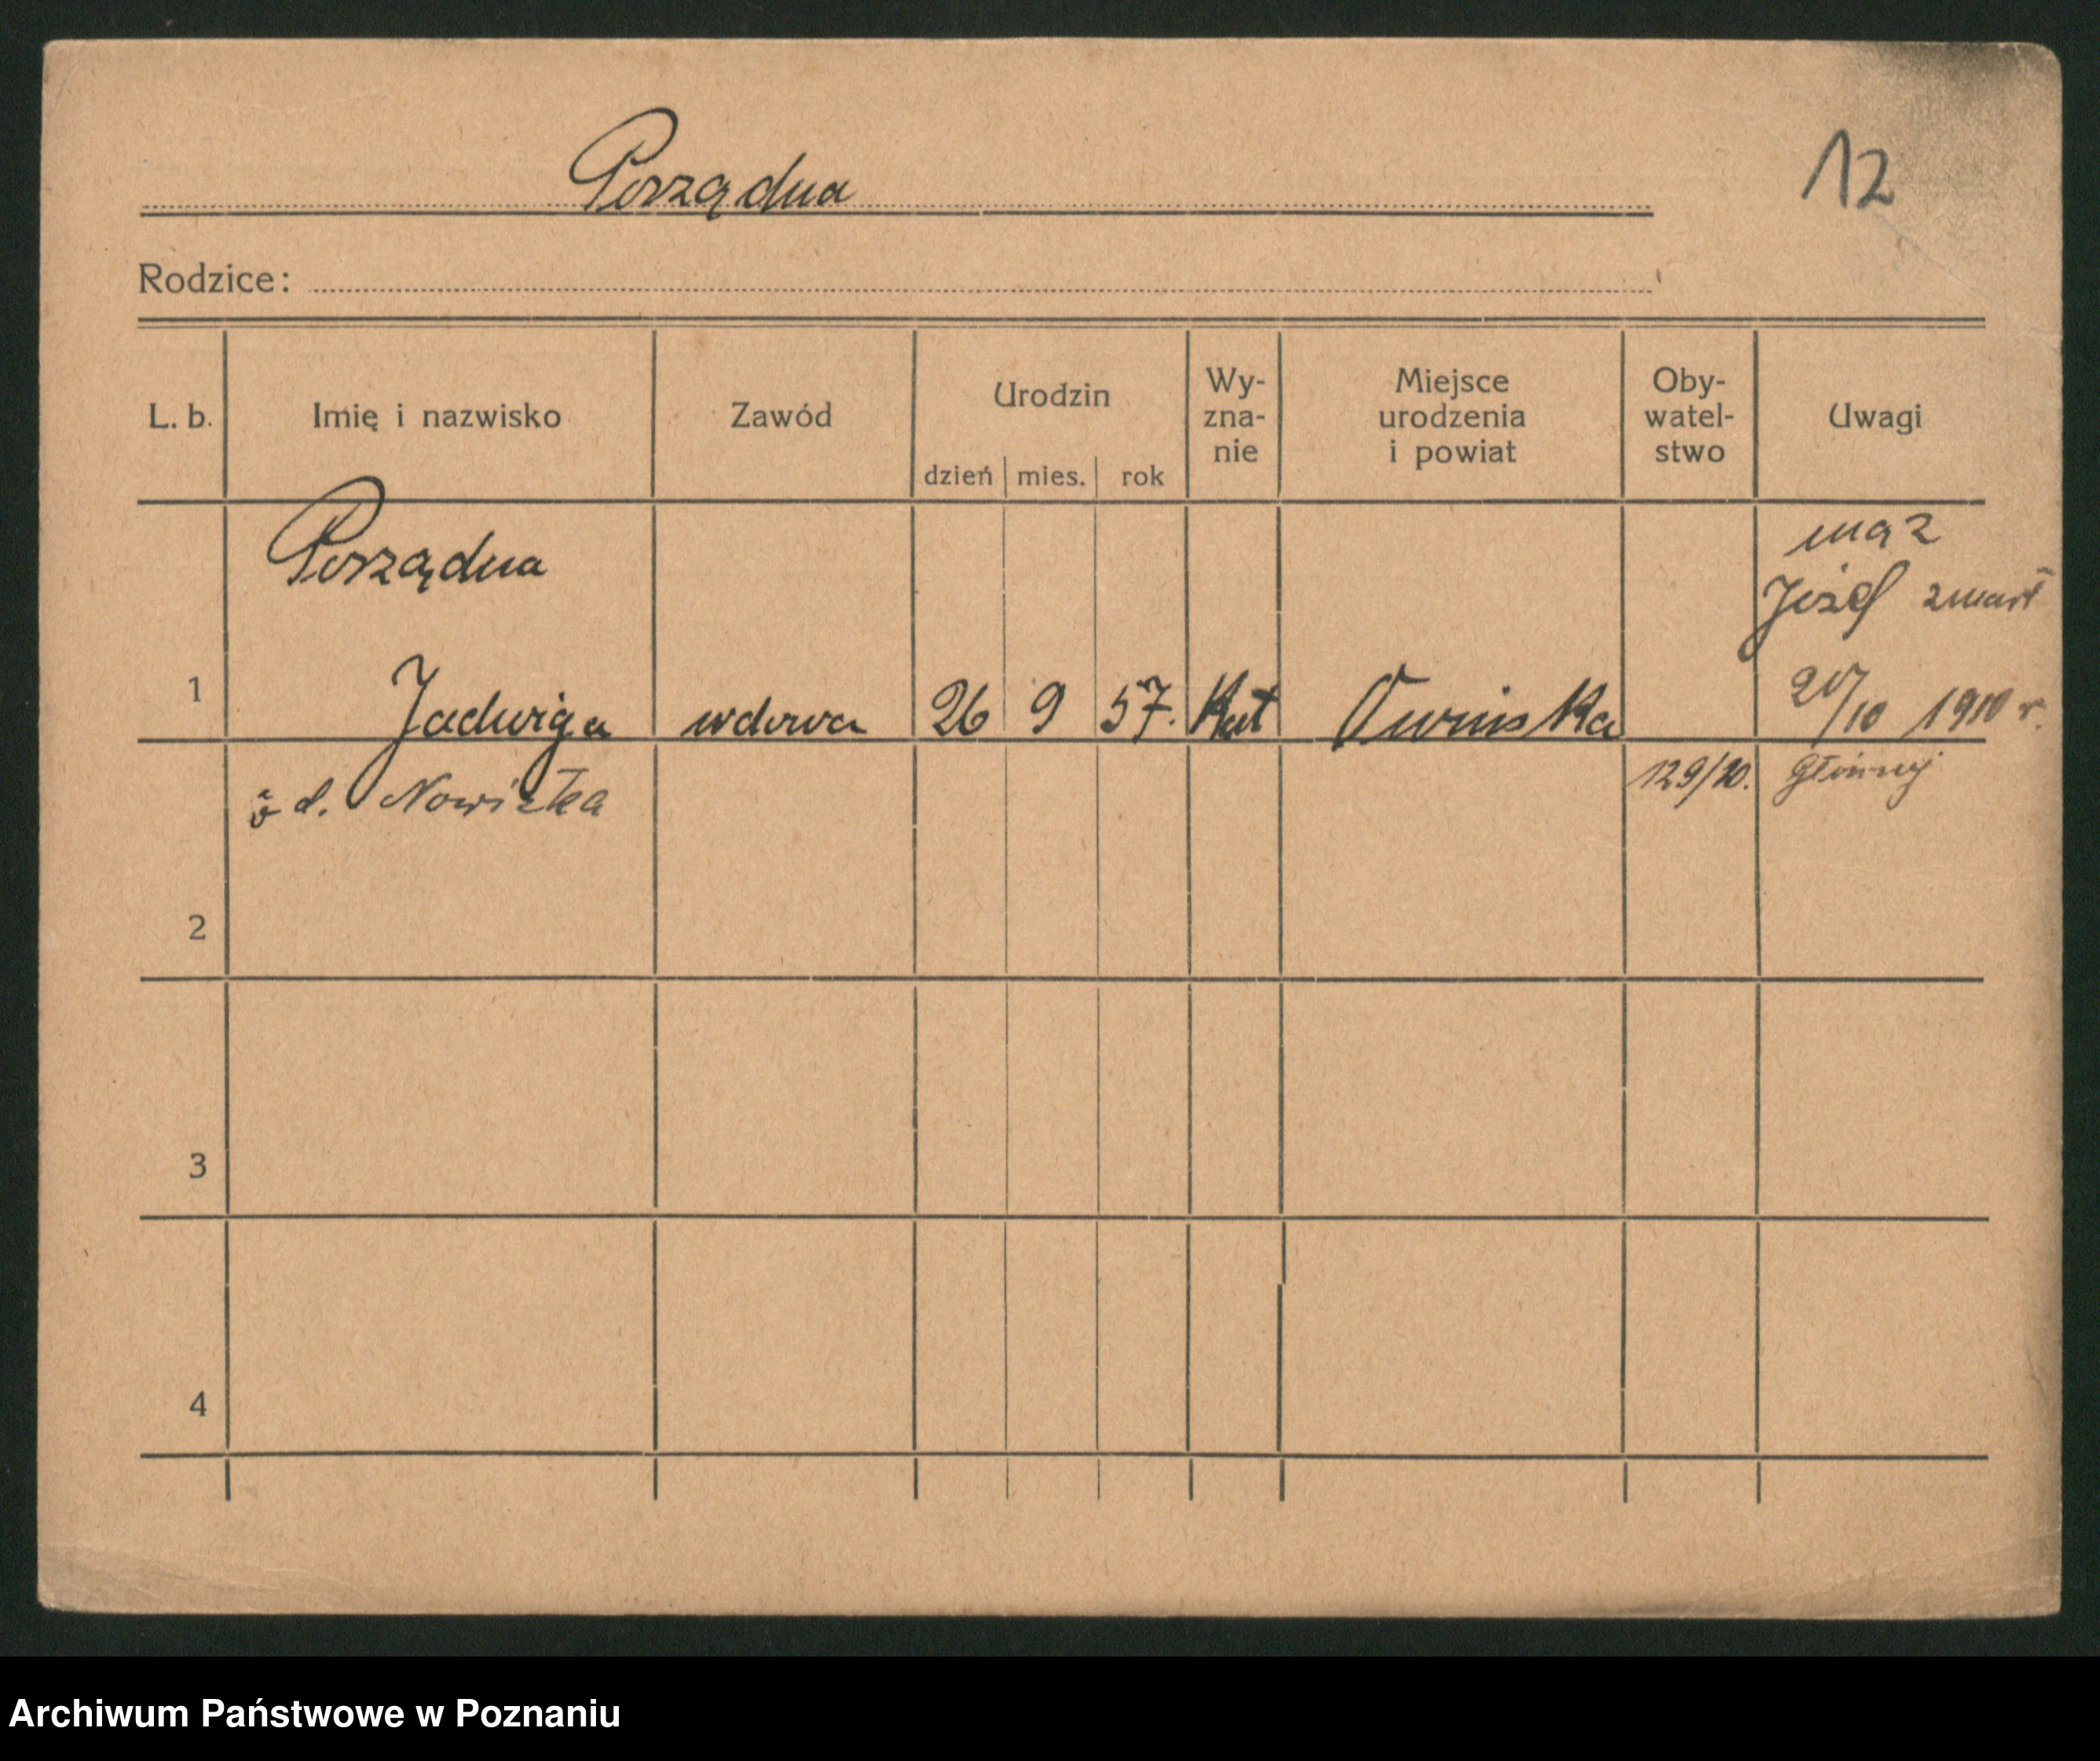 Porządna
12
Rodzice:
L. b. Imię i nazwisko Zawód Urodzin dzień mies. rok Wy-zna-nie Miejsce urodzenia i powiat Oby-watel-stwo Uwagi
Porządna mąż
Józef zmarł
1 Jadwiga wdowa 26 9 57. Kat Owinska 20/10 1910 r.
d. Nowicka 129/10.
2
3
4
Archiwum Państwowe w Poznaniu